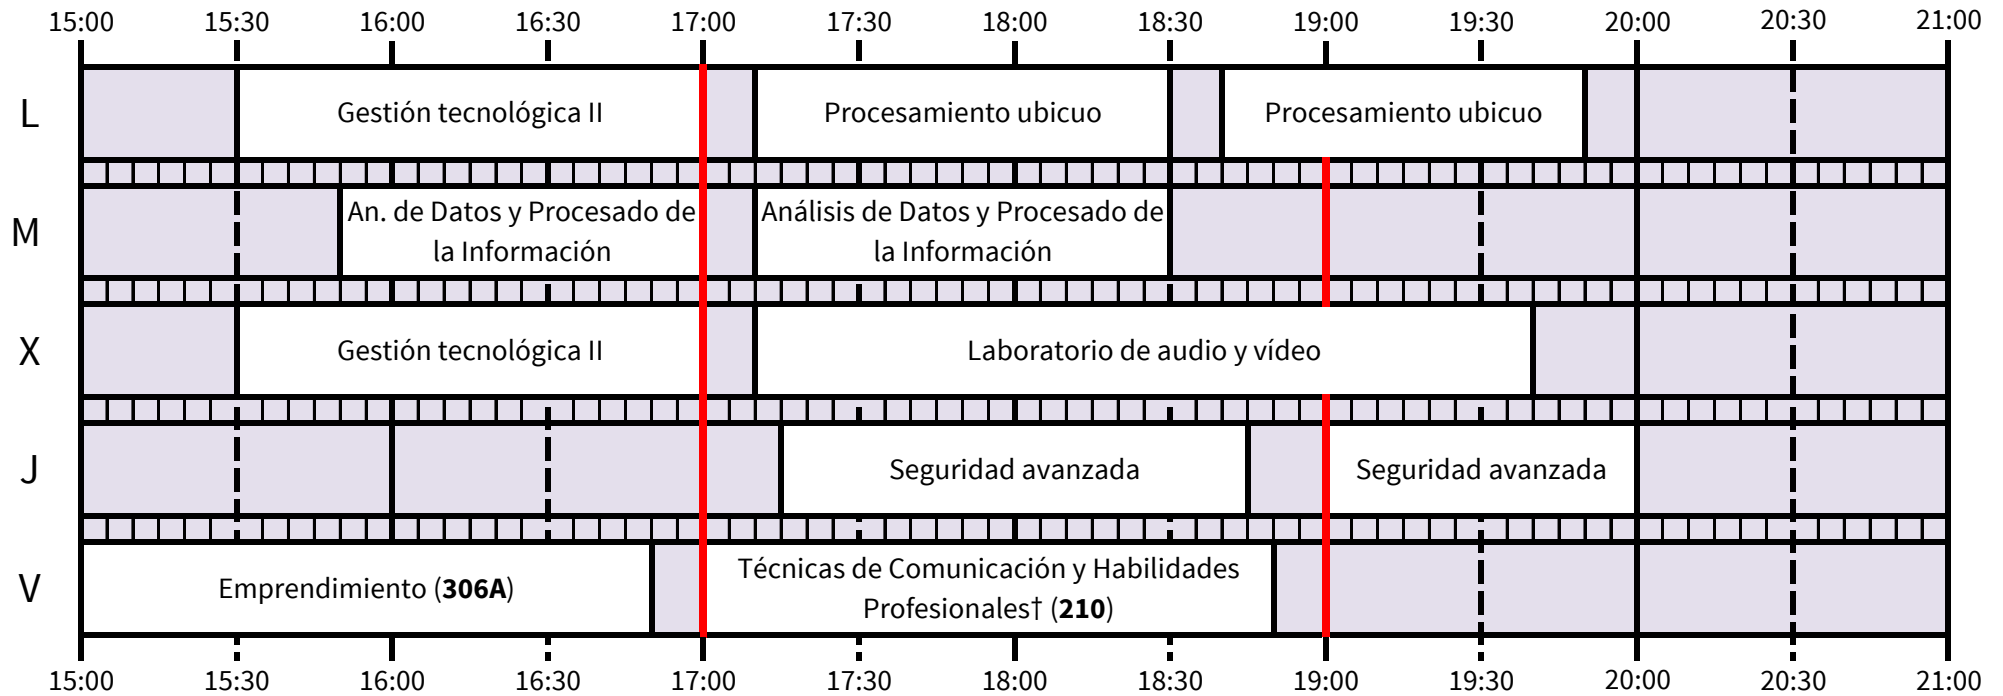 15:00 15:30 16:00 16:30 17:00 17:30 18:00 18:30 19:00 19:30 20:00 20:30 21:00
L Gestión tecnológica II Procesamiento ubicuo Procesamiento ubicuo
M An. de Datos y Procesado de Análisis de Datos y Procesado de
la Información la Información
X Gestión tecnológica II Laboratorio de audio y vídeo
J Seguridad avanzada Seguridad avanzada
V Emprendimiento (306A) Técnicas de Comunicación y Habilidades
Profesionales† (210)
15:00 15:30 16:00 16:30 17:00 17:30 18:00 18:30 19:00 19:30 20:00 20:30 21:00